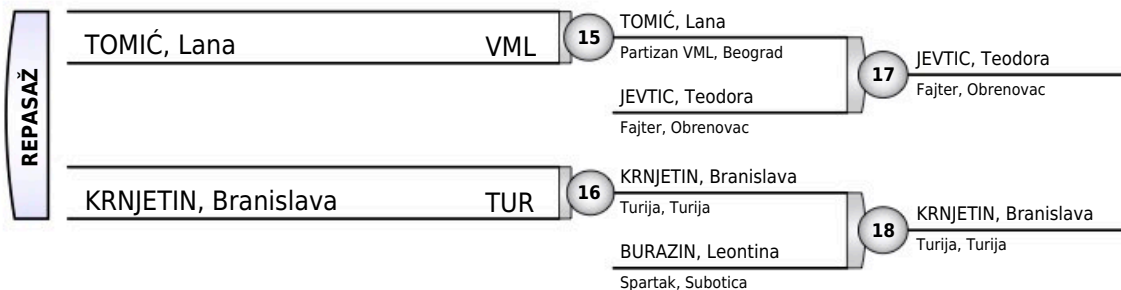 REPASAŽ
TOMIĆ, Lana VML
15
TOMIĆ, Lana
Partizan VML, Beograd
JEVTIC, Teodora
Fajter, Obrenovac
17
JEVTIC, Teodora
Fajter, Obrenovac
KRNJETIN, Branislava TUR
16
KRNJETIN, Branislava
Turija, Turija
BURAZIN, Leontina
Spartak, Subotica
18
KRNJETIN, Branislava
Turija, Turija